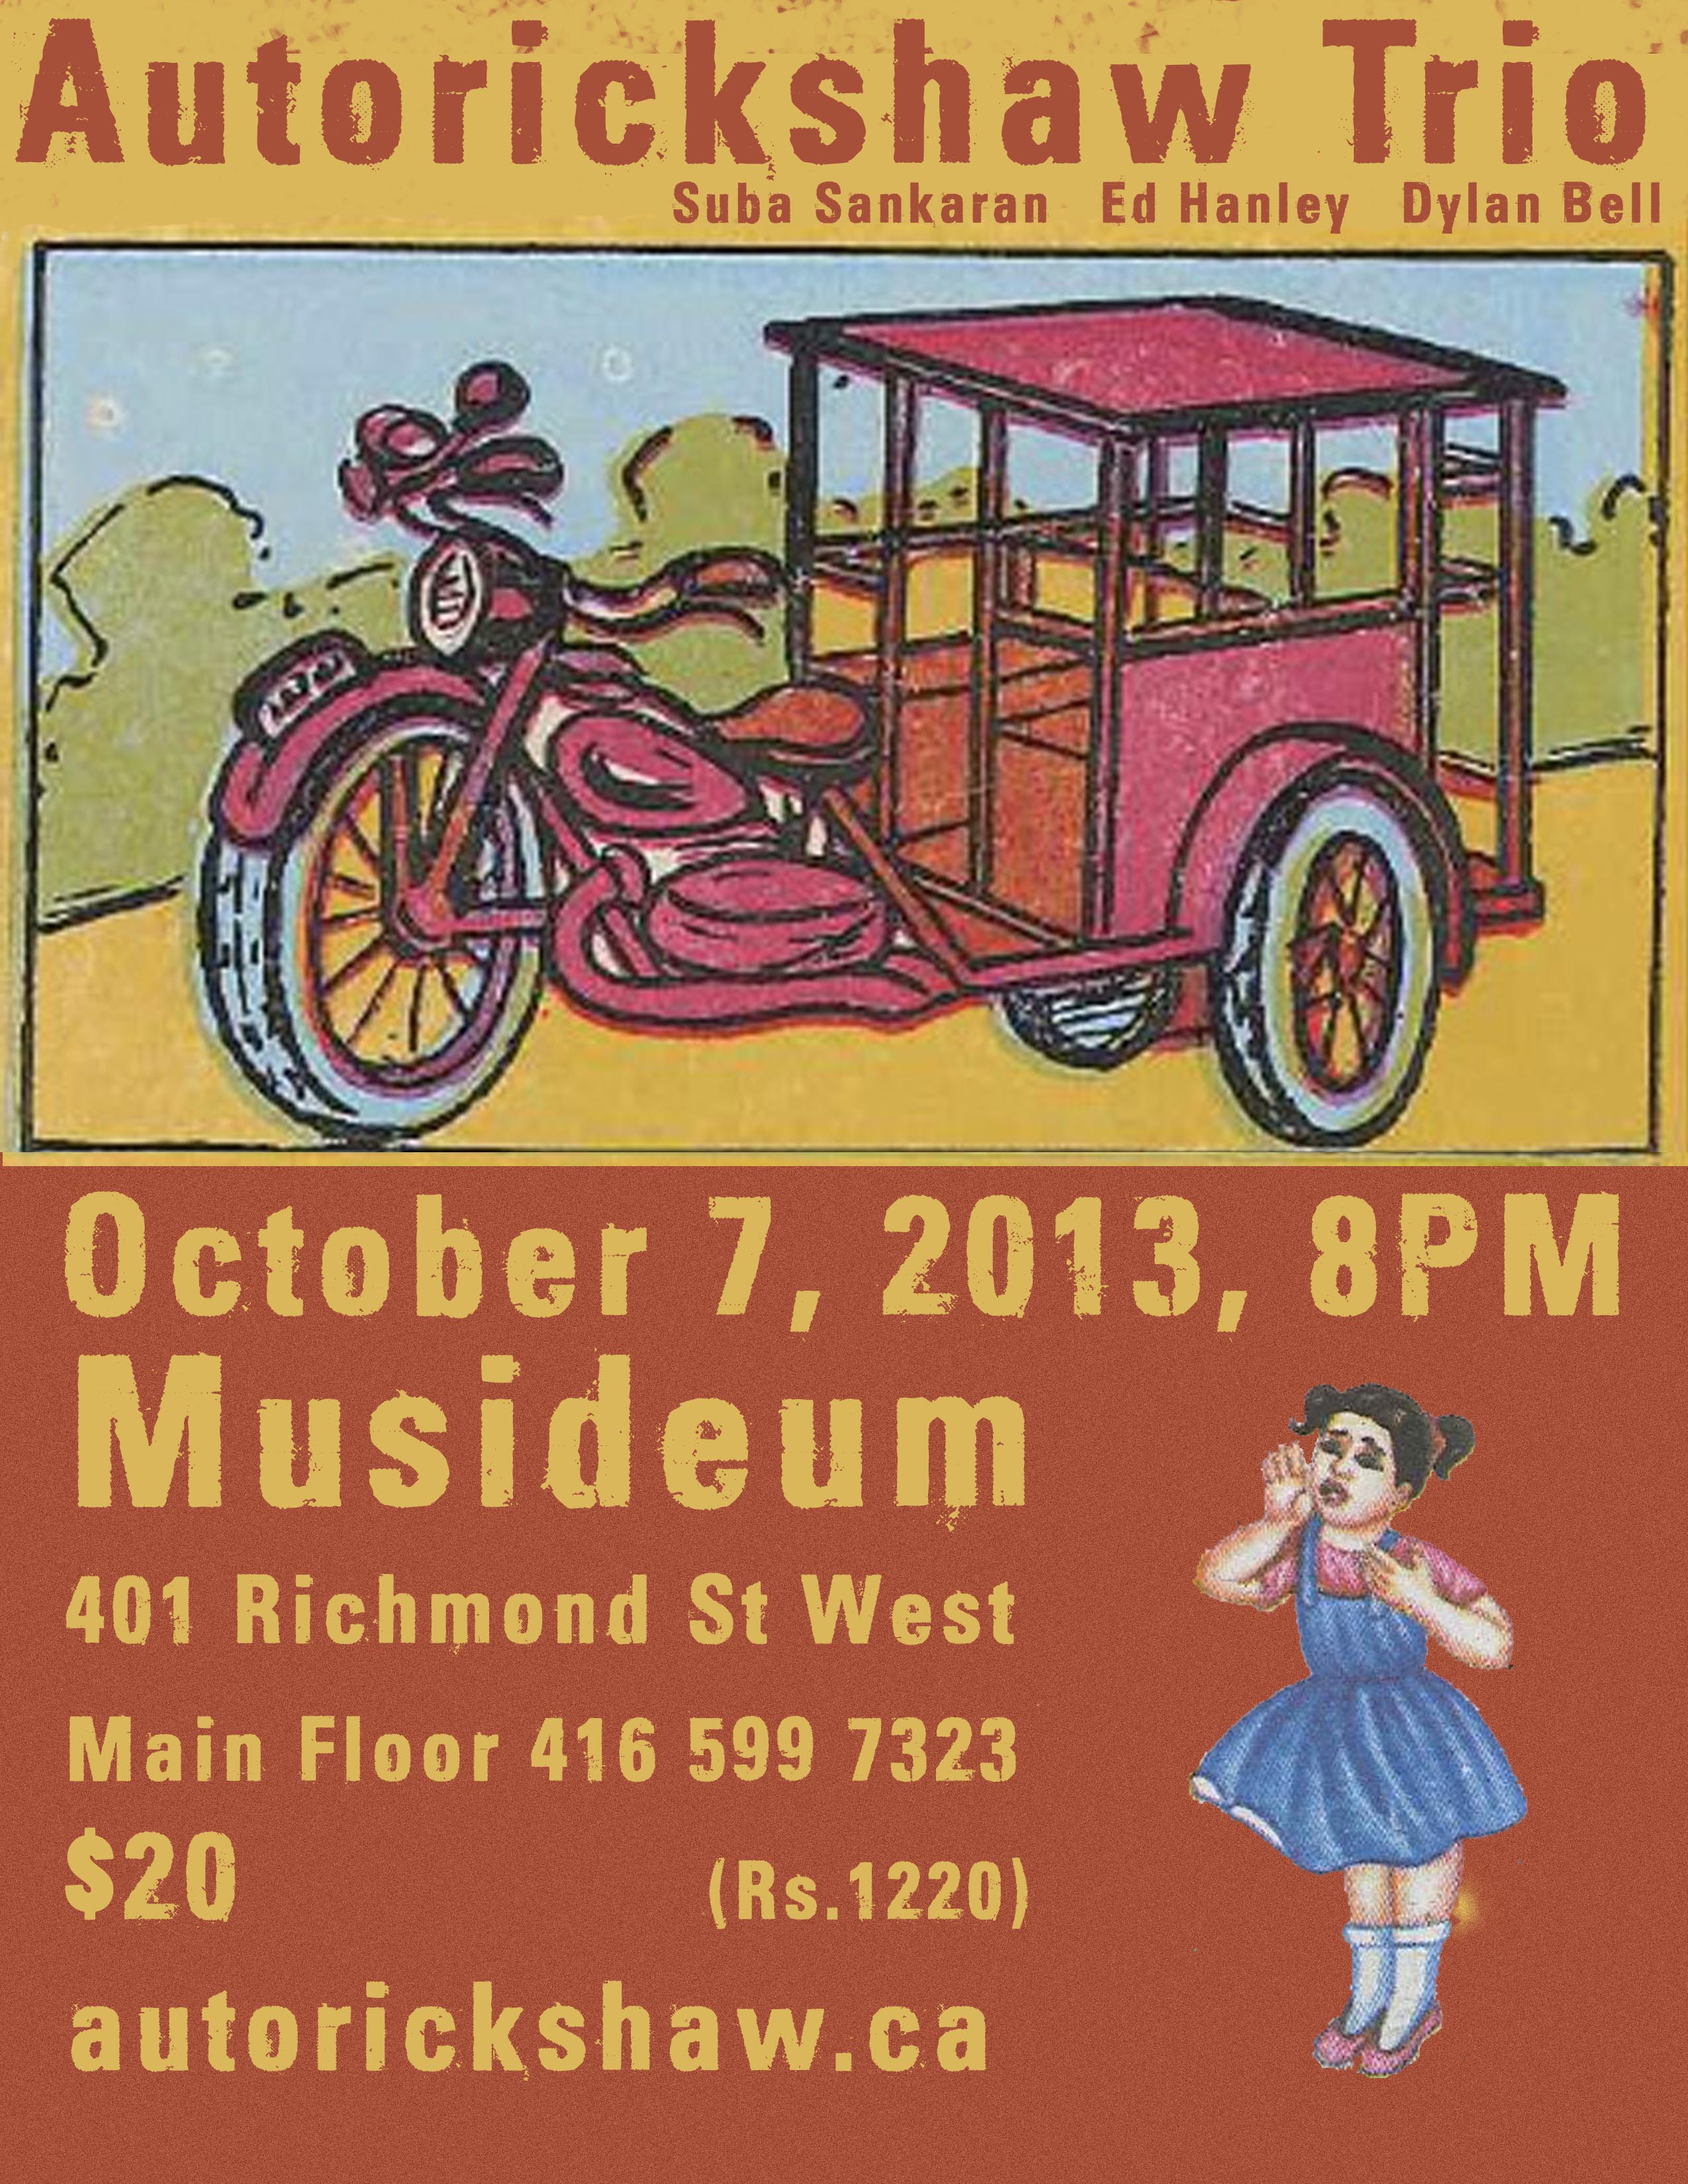 Autorickshaw Trio
Suba Sankaran Ed Hanley Dylan Bell
October 7, 2013, 8PM
Musideum
401 Richmond St West
Main Floor 416 599 7323
$20 (Rs.1220)
autorickshaw.ca